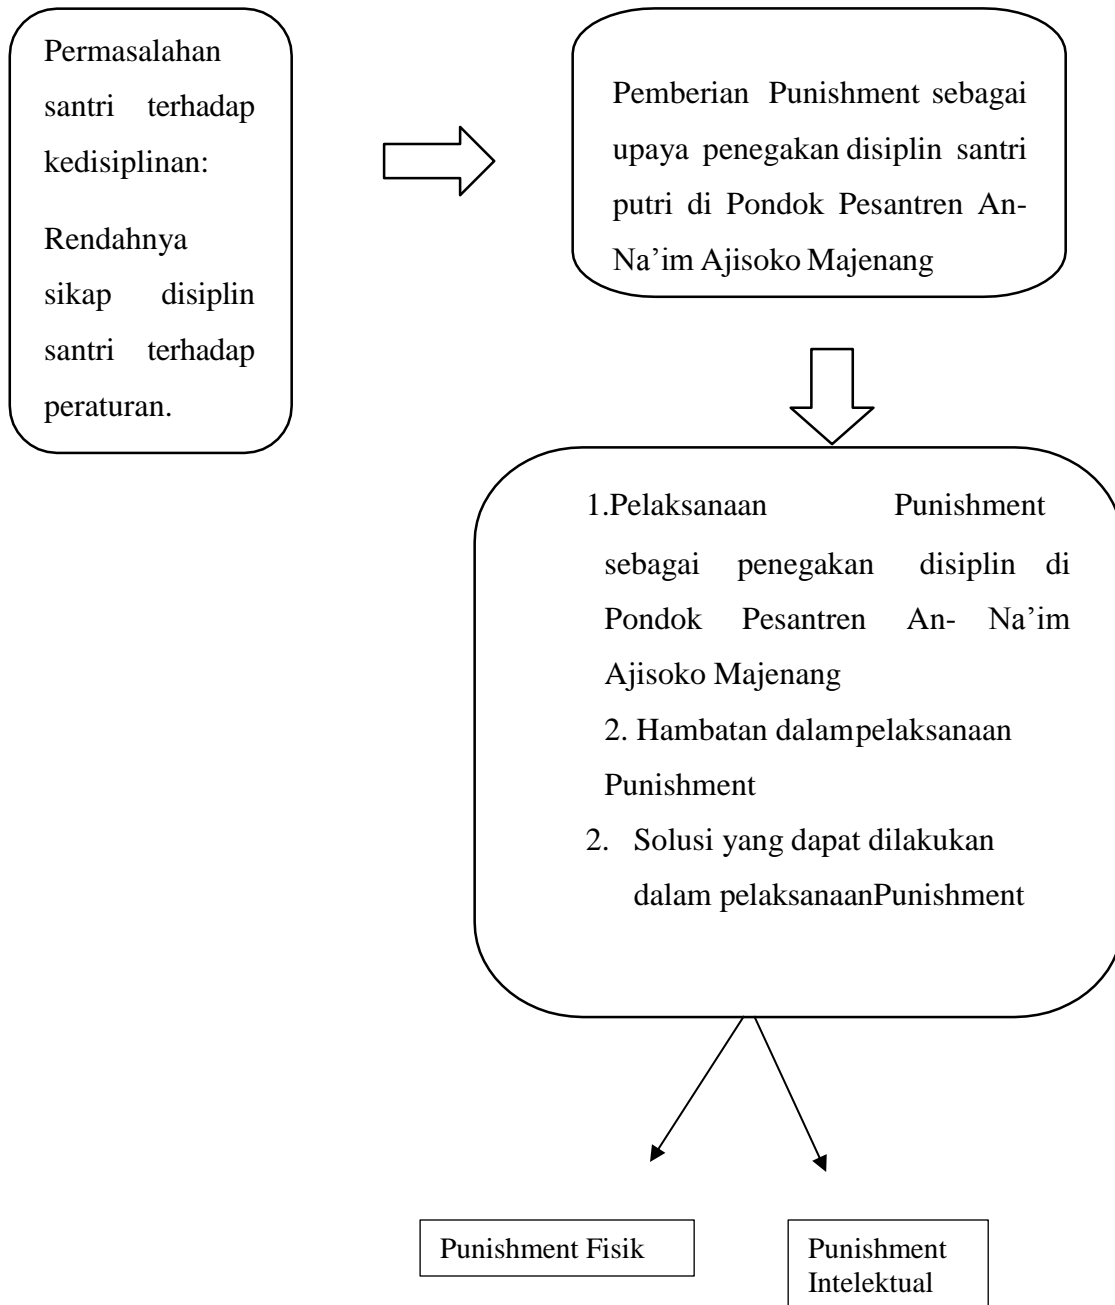 Permasalahan
santri terhadap
kedisiplinan:
Rendahnya
sikap disiplin
santri terhadap
peraturan.
Pemberian Punishment sebagai
upaya penegakan disiplin santri
putri di Pondok Pesantren An-
Na’im Ajisoko Majenang
1.Pelaksanaan Punishment
sebagai penegakan disiplin di
Pondok Pesantren An- Na’im
Ajisoko Majenang
2. Hambatan dalampelaksanaan
Punishment
2. Solusi yang dapat dilakukan
dalam pelaksanaanPunishment
Punishment Fisik
Punishment
Intelektual